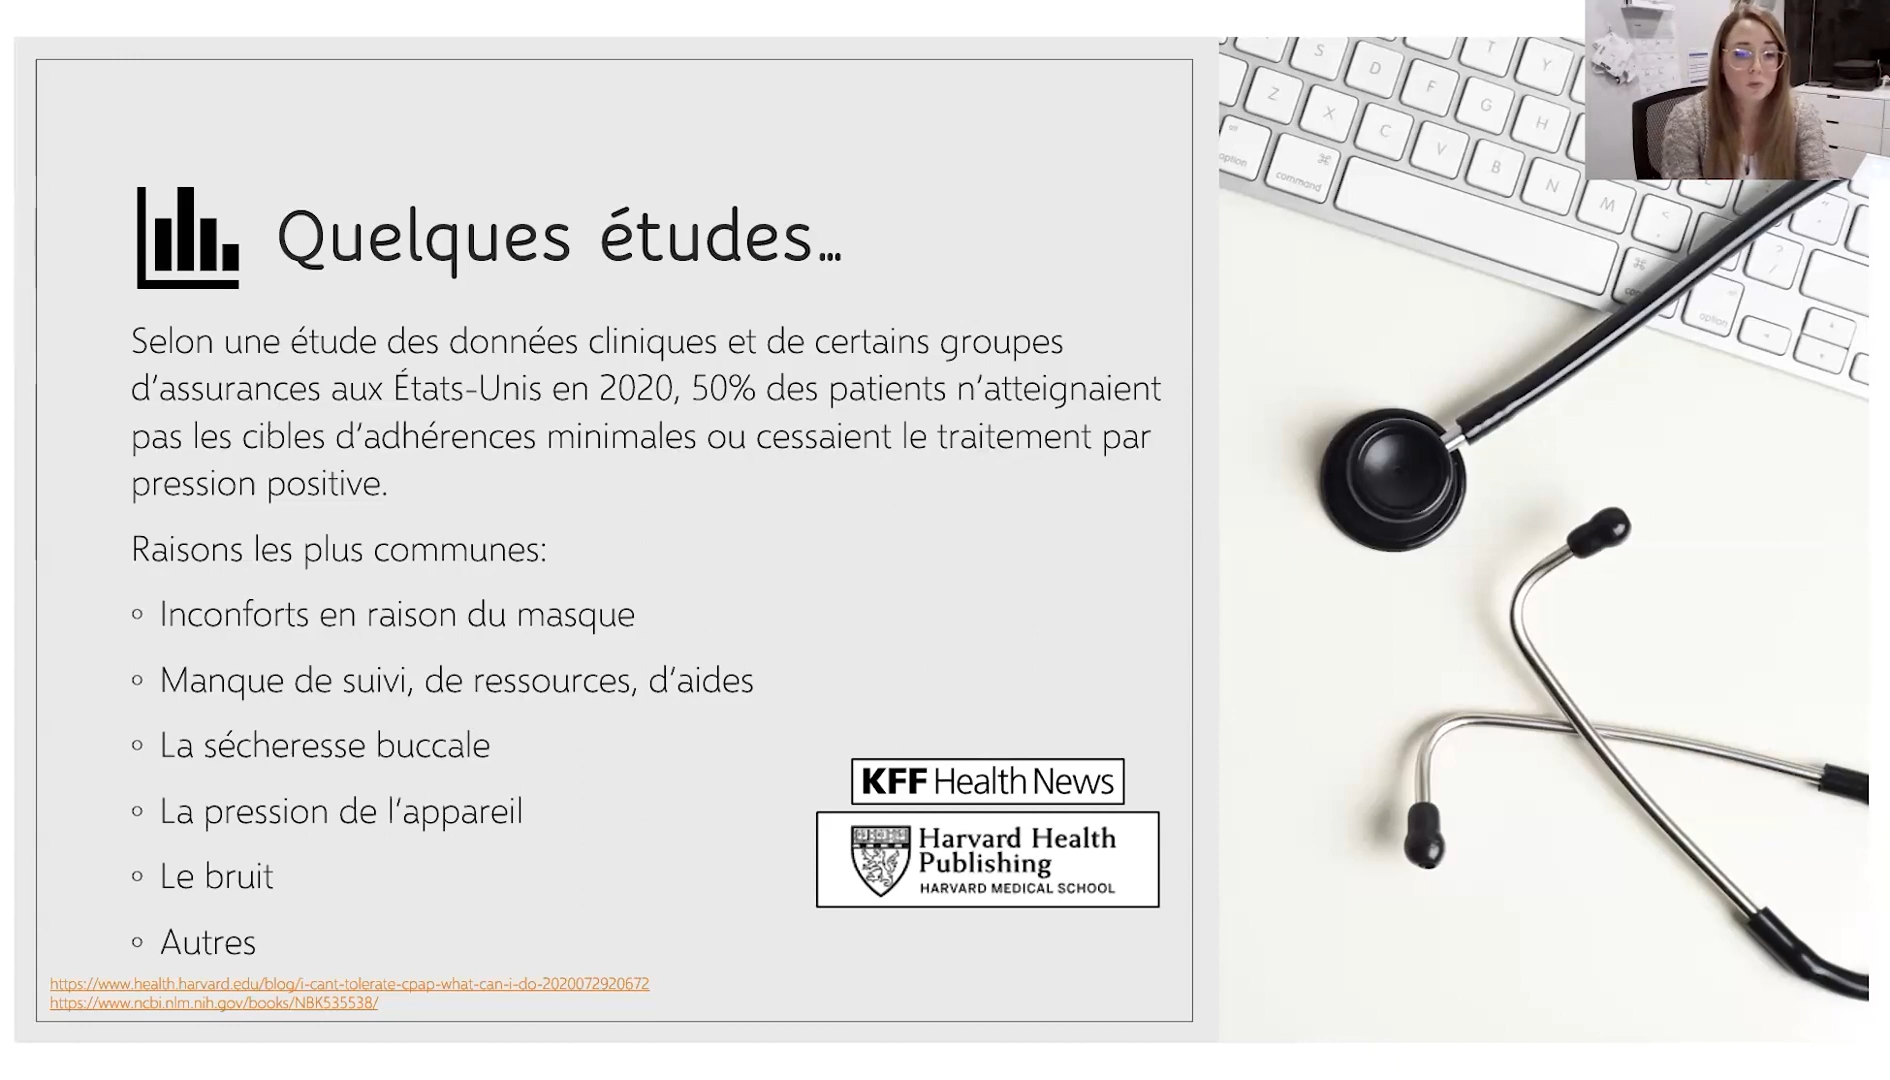 Quelques études…
Selon une étude des données cliniques et de certains groupes
d’assurances aux États-Unis en 2020, 50% des patients n’atteignaient
pas les cibles d’adhérences minimales ou cessaient le traitement par
pression positive.
Raisons les plus communes:
◦ Inconforts en raison du masque
◦ Manque de suivi, de ressources, d’aides
◦ La sécheresse buccale
◦ La pression de l’appareil
◦ Le bruit
◦ Autres
KFF Health News
Harvard Health
Publishing
HARVARD MEDICAL SCHOOL
https://www.health.harvard.edu/blog/i-cant-tolerate-cpap-what-can-i-do-2020072920672
https://www.ncbi.nlm.nih.gov/books/NBK535538/
S D F G H T Y
Z X C V B N M
option command
option